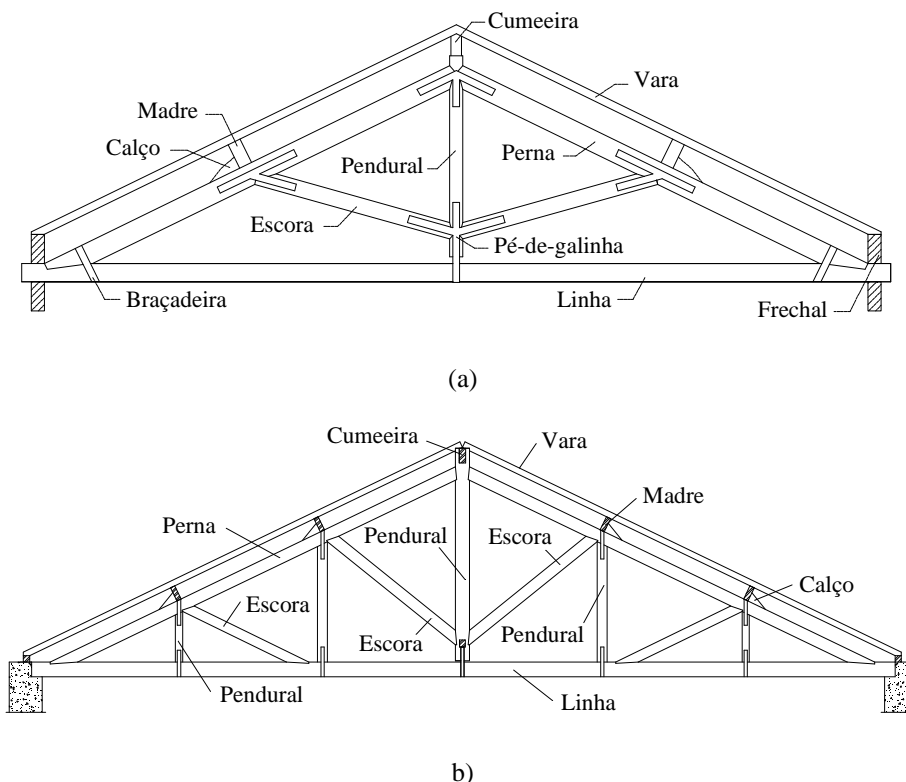 Cumeeira
Vara
Madre
Calço
Pendural
Perna
Escora
Pé-de-galinha
Braçadeira
Linha
Frechal
(a)
Cumeeira
Vara
Madre
Perna
Pendural
Escora
Calço
Escora
Escora
Pendural
Pendural
Linha
b)